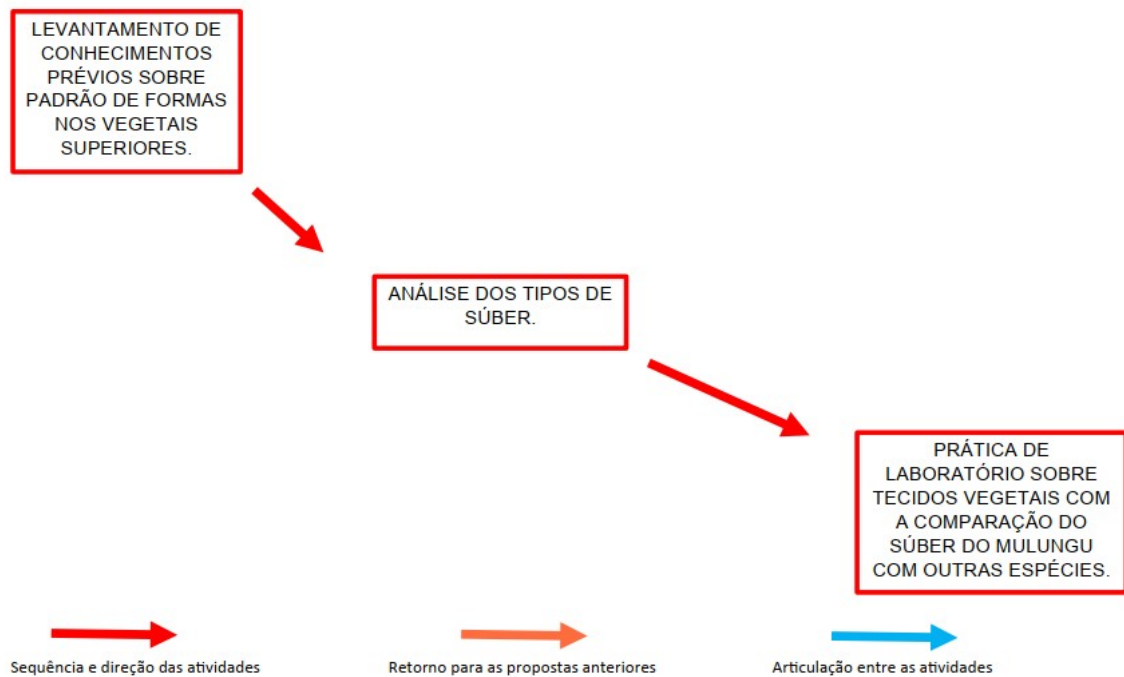 LEVANTAMENTO DE
CONHECIMENTOS
PRÉVIOS SOBRE
PADRÃO DE FORMAS
NOS VEGETAIS
SUPERIORES.
ANÁLISE DOS TIPOS DE
SÚBER.
PRÁTICA DE
LABORATÓRIO SOBRE
TECIDOS VEGETAIS COM
A COMPARAÇÃO DO
SÚBER DO MULUNGU
COM OUTRAS ESPÉCIES.
Sequência e direção das atividades
Retorno para as propostas anteriores
Articulação entre as atividades